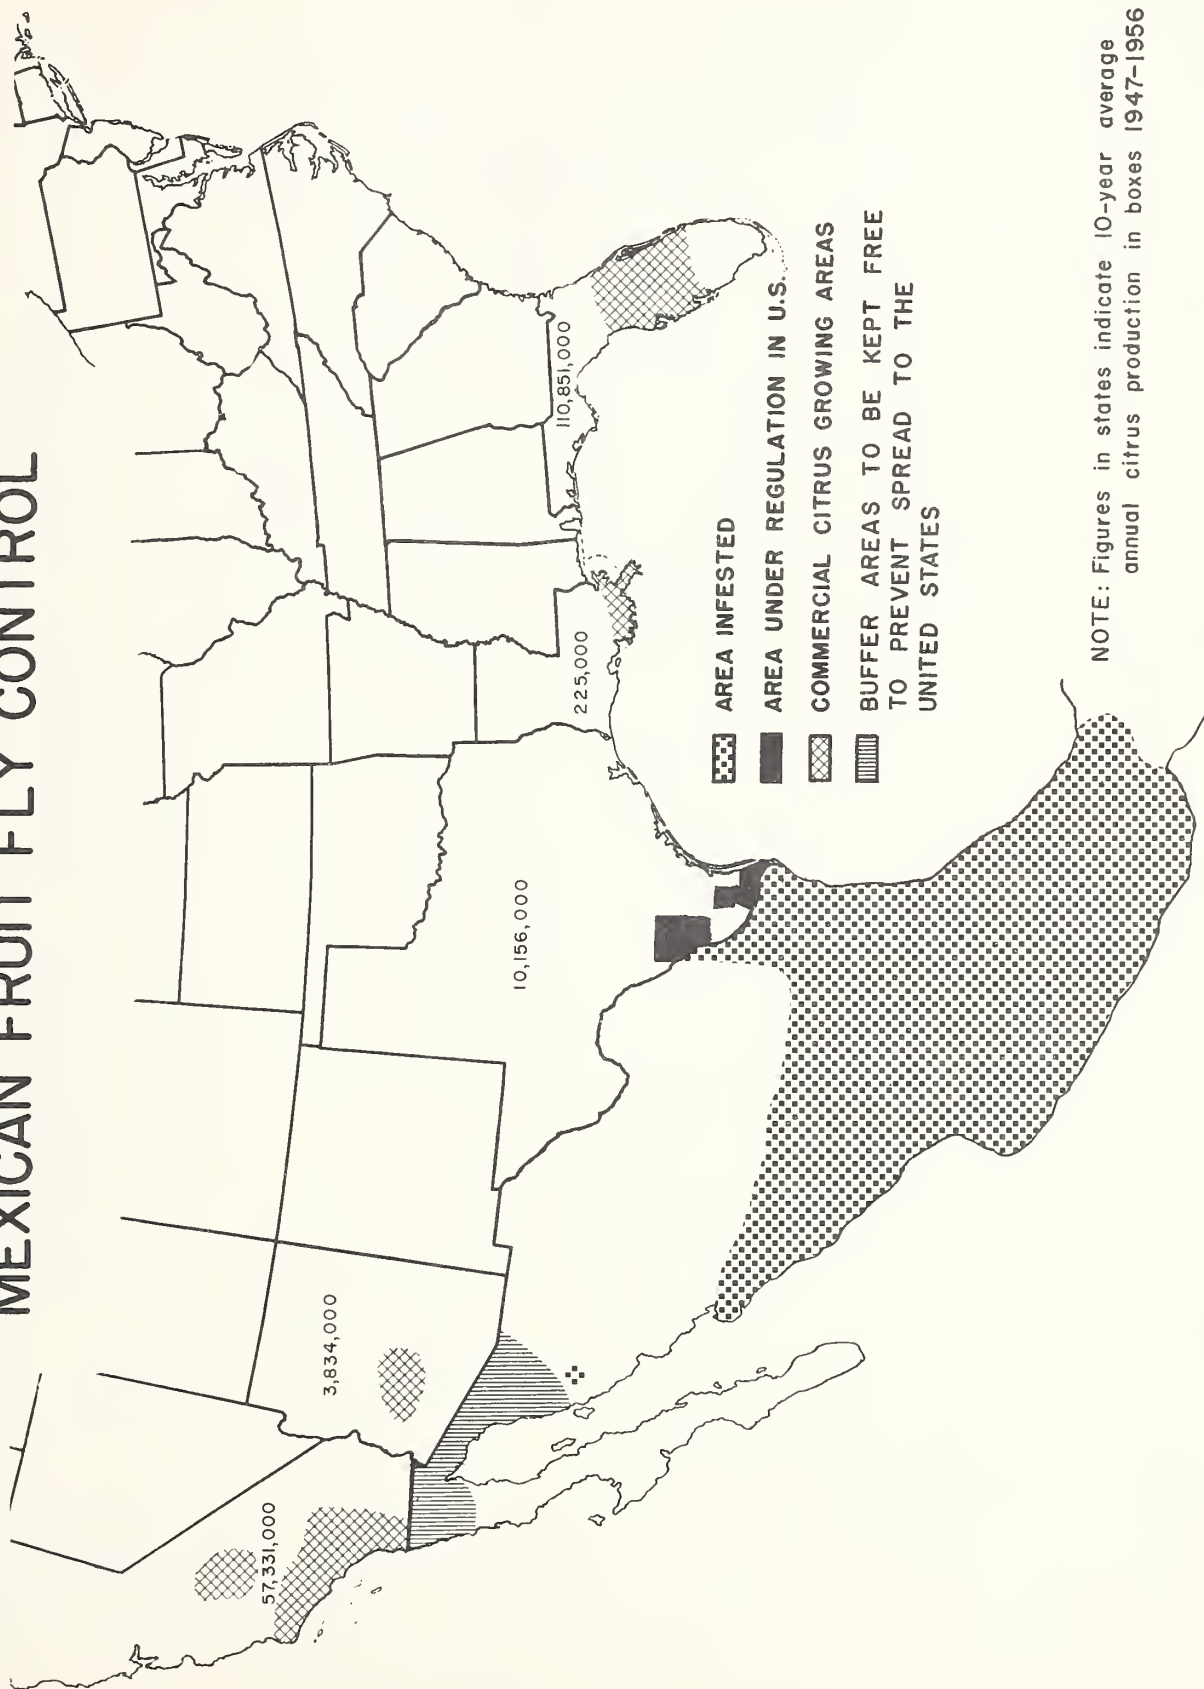 MEXICAN FRUIT FLY CONTROL
57,331,000
3,834,000
10,156,000
225,000
110,851,000
AREA INFESTED
AREA UNDER REGULATION IN U.S.
COMMERCIAL CITRUS GROWING AREAS
BUFFER AREAS TO BE KEPT FREE
TO PREVENT SPREAD TO THE
UNITED STATES
NOTE: Figures in states indicate 10-year average
annual citrus production in boxes 1947-1956